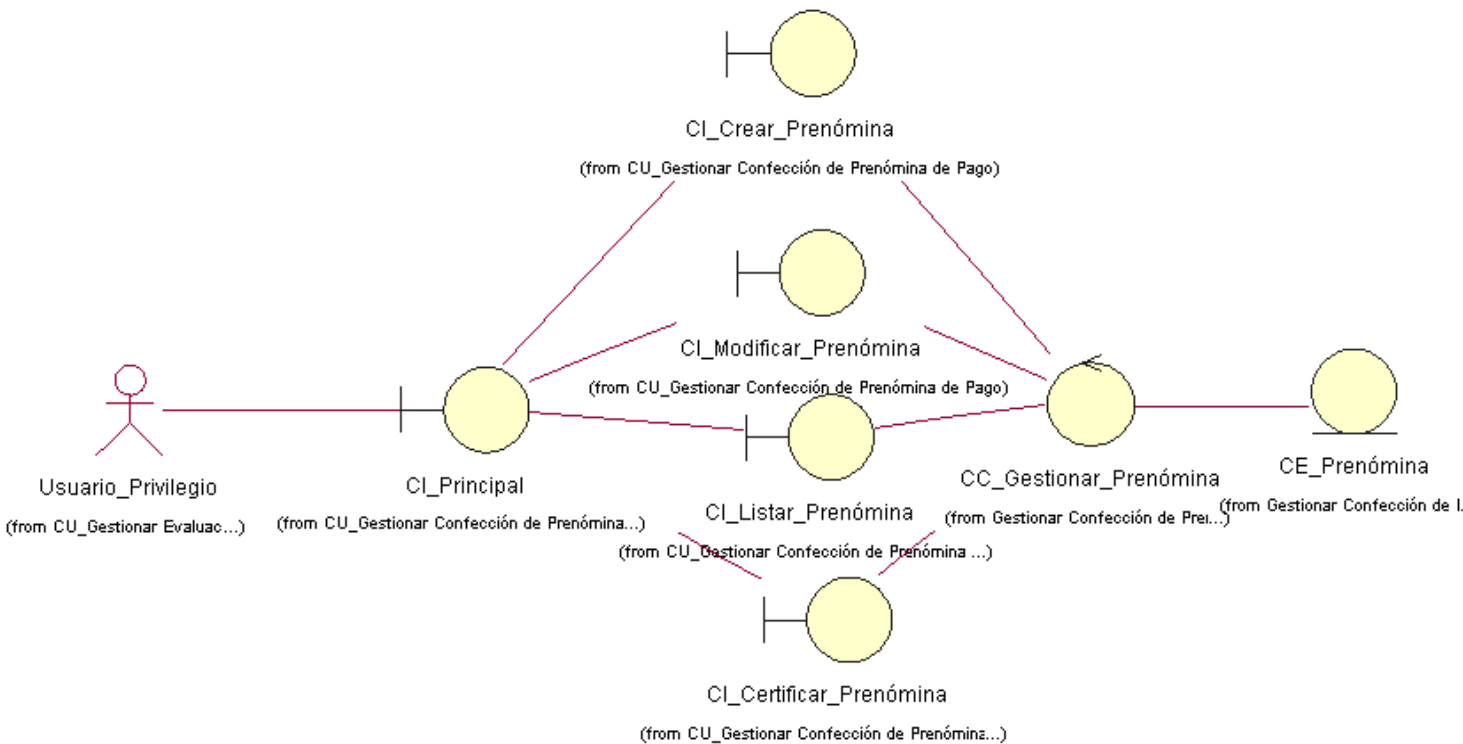 CI_Crear_Prenómina
(from CU_Gestionar Confección de Prenómina de Pago)
CI_Modificar_Prenómina
(from CU_Gestionar Confección de Prenómina de Pago)
Usuario_Privilegio
(from CU_Gestionar Evaluac...)
CI_Principal
(from CU_Gestionar Confección de Prenómina...)
CI_Listar_Prenómina
(from CU_Gestionar Confección de Prenómina ...)
CC_Gestionar_Prenómina
(from Gestionar Confección de Prei...)
CE_Prenómina
(from Gestionar Confección de I.
CI_Certificar_Prenómina
(from CU_Gestionar Confección de Prenómina...)